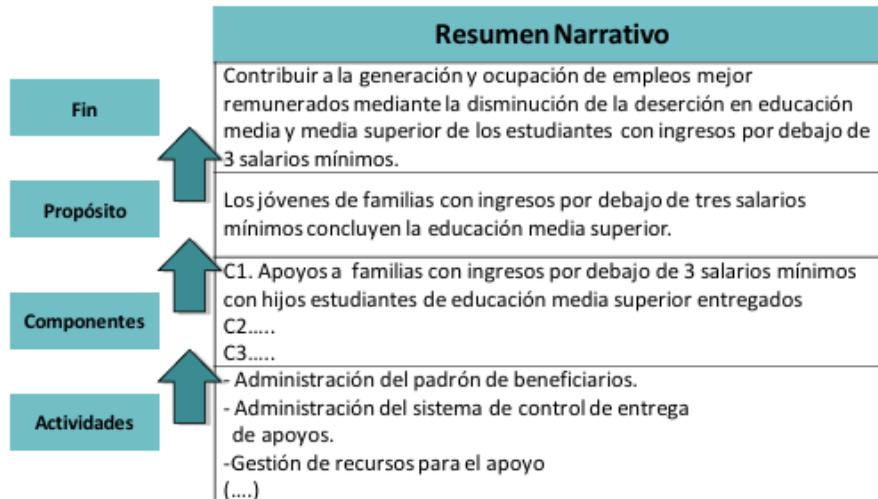 Resumen Narrativo
Fin
Contribuir a la generación y ocupación de empleos mejor
remunerados mediante la disminución de la deserción en educación
media y media superior de los estudiantes con ingresos por debajo de
3 salarios mínimos.
Propósito
Los jóvenes de familias con ingresos por debajo de tres salarios
mínimos concluyen la educación media superior.
Componentes
C1. Apoyos a familias con ingresos por debajo de 3 salarios mínimos
con hijos estudiantes de educación media superior entregados
C2.....
C3.....
Actividades
- Administración del padrón de beneficiarios.
- Administración del sistema de control de entrega
de apoyos.
-Gestión de recursos para el apoyo
(....)